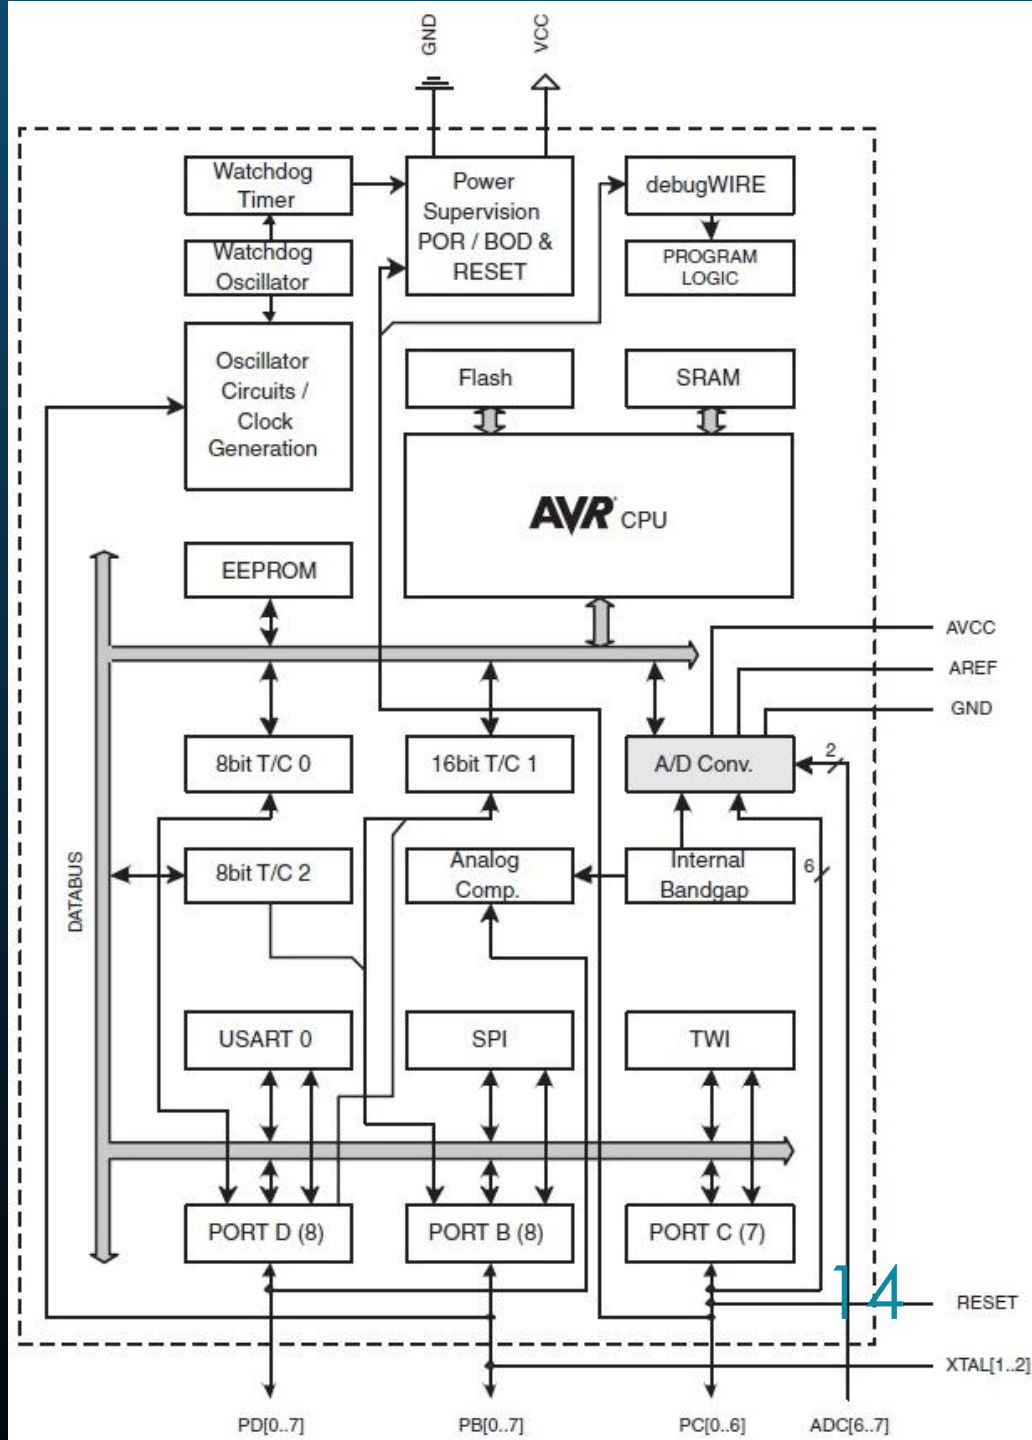 GND
VCC
Watchdog
Timer
Power
Supervision
POR / BOD &
RESET
debugWIRE
Watchdog
Oscillator
PROGRAM
LOGIC
Oscillator
Circuits /
Clock
Generation
Flash
SRAM
AVR CPU
EEPROM
AVCC
AREF
GND
8bit T/C 0
16bit T/C 1
A/D Conv.
2
DATABUS
8bit T/C 2
Analog
Comp.
Internal
Bandgap
6
USART 0
SPI
TWI
PORT D (8)
PORT B (8)
PORT C (7)
14
RESET
XTAL[1..2]
PD[0..7]
PB[0..7]
PC[0..6]
ADC[6..7]